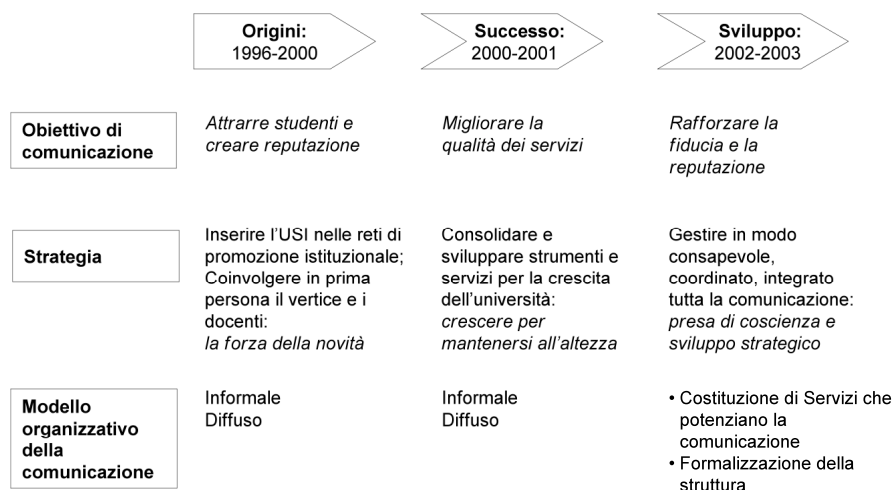 Origini:
1996-2000
Successo:
2000-2001
Sviluppo:
2002-2003
Obiettivo di
comunicazione
Attrarre studenti e
creare reputazione
Migliorare la
qualità dei servizi
Rafforzare la
fiducia e la
reputazione
Strategia
Inserire l'USI nelle reti di
promozione istituzionale;
Coinvolgere in prima
persona il vertice e i
docenti:
la forza della novità
Consolidare e
sviluppare strumenti e
servizi per la crescita
dell'università:
crescere per
mantenersi all'altezza
Gestire in modo
consapevole,
coordinato, integrato
tutta la comunicazione:
presa di coscienza e
sviluppo strategico
Modello
organizzativo
della
comunicazione
Informale
Diffuso
Informale
Diffuso
• Costituzione di Servizi che
potenziano la
comunicazione
• Formalizzazione della
struttura